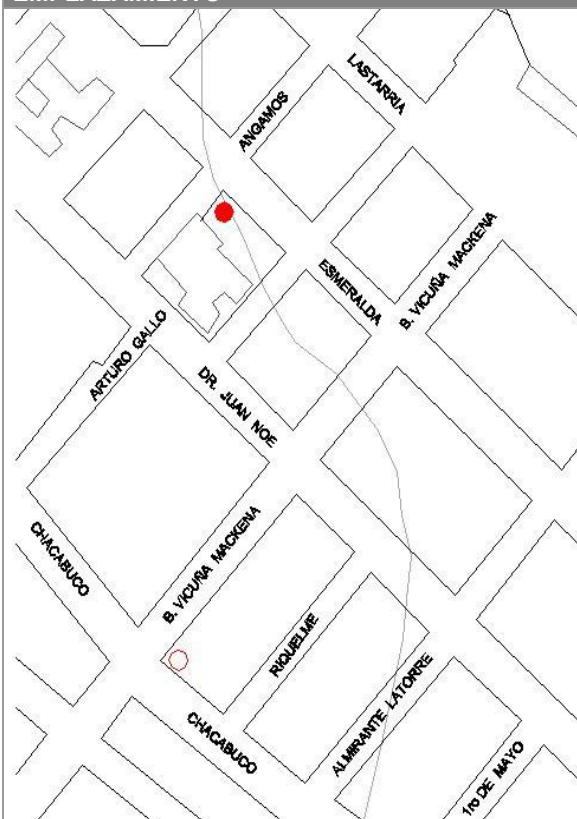 LASTARRIA
ANGAMOS
B. VICUÑA MACKENA
ESMERALDA
ARTURO GALLO
DR. JUAN NOE
CHACABUCO
B. VICUÑA MACKENA
RIQUELME
ALMIRANTE LATORRE
CHACABUCO
1ro DE MAYO